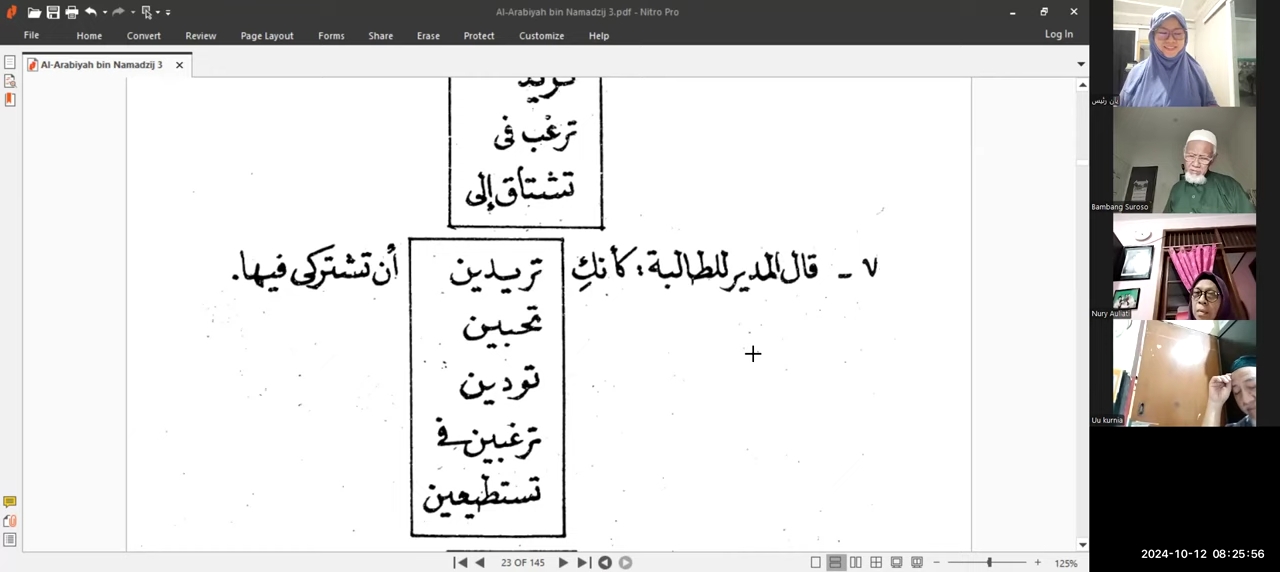 Al-Arabiyah bin Namadzij 3.pdf - Nitro Pro
File Home Convert Review Page Layout Forms Share Erase Protect Customize Help Log In
Al-Arabiyah bin Namadzij 3
تريد
ترغب فى
تشتاق إلى
٧ - قال المدير للطالبة : كأنكِ تريدين أن تشتركى فيها.
تحبين
تودين
ترغبين في
تستطيعين
23 OF 145
125%
Bambang Suroso
Nury Auliati
Uu kurnia
2024-10-12 08:25:56